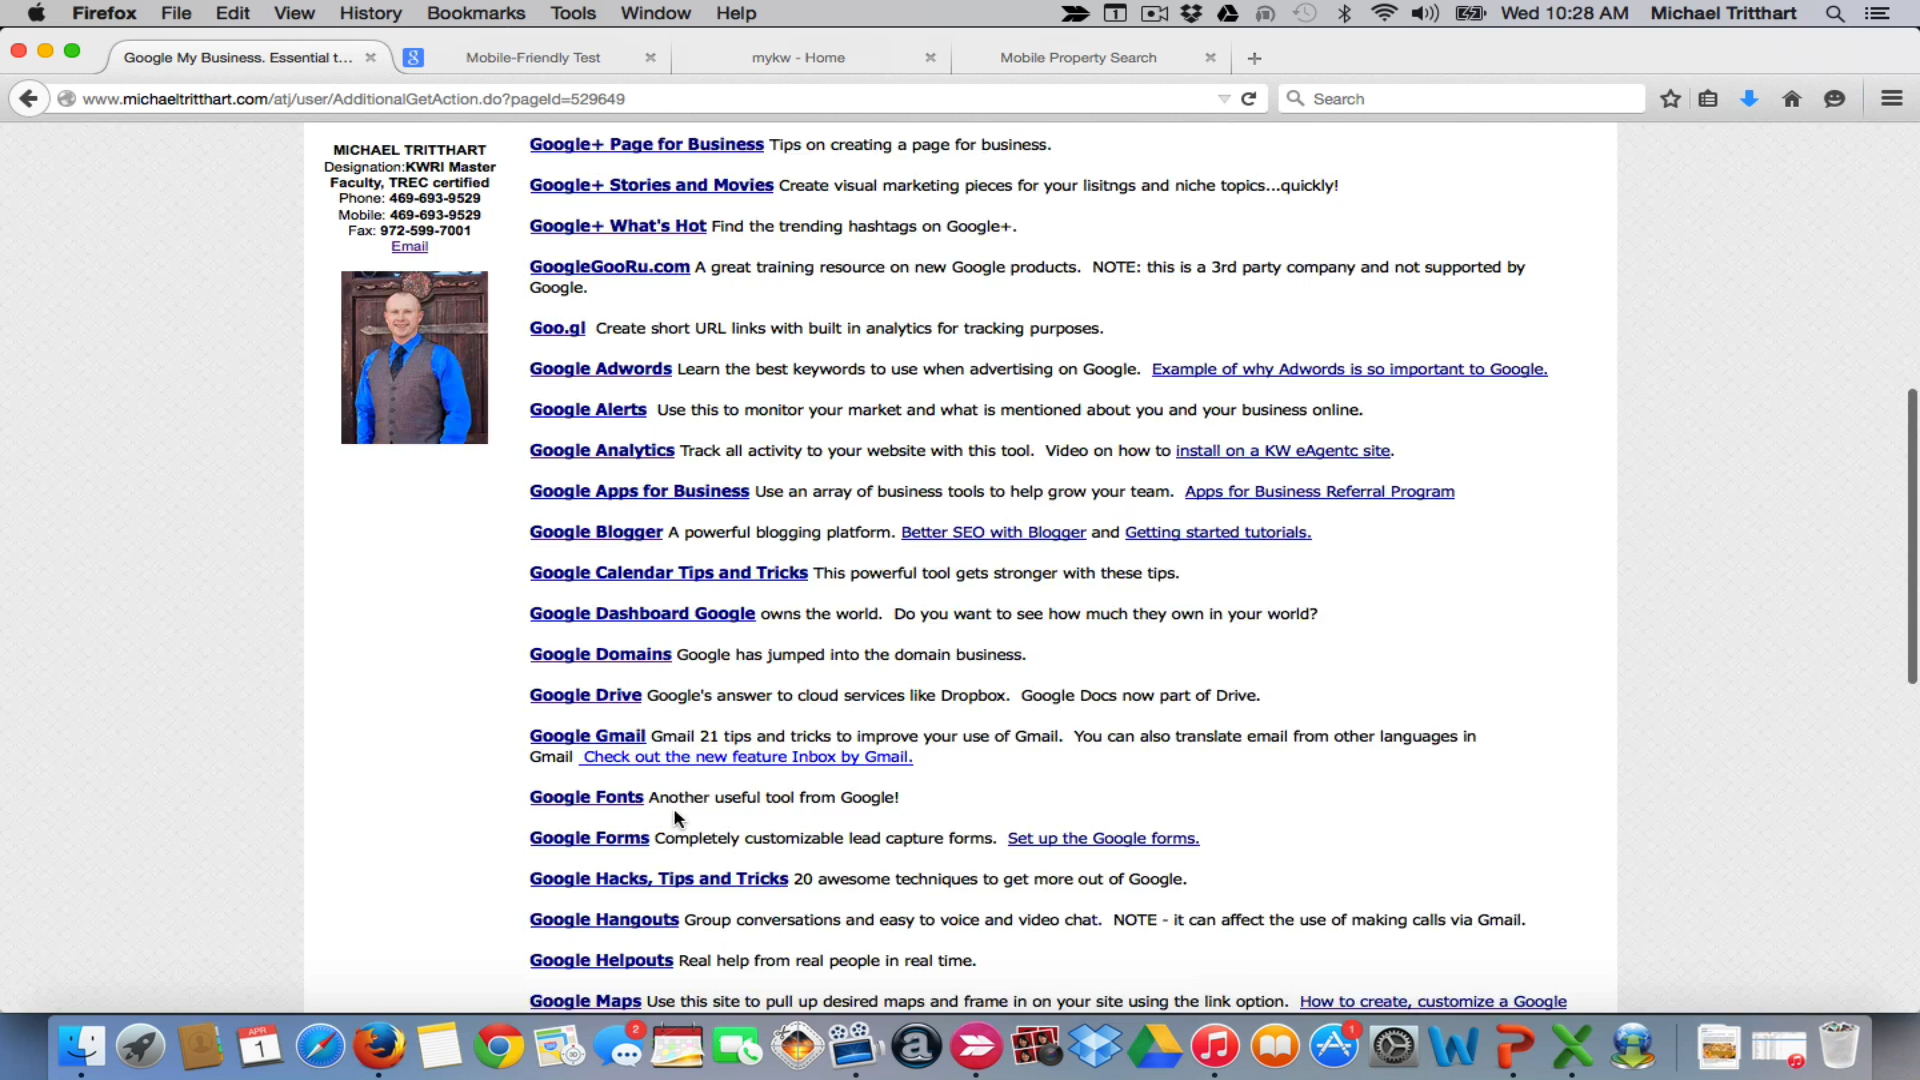 Firefox File Edit View History Bookmarks Tools Window Help 1 Wed 10:28 AM Michael Tritthart
Google My Business. Essential t... Mobile-Friendly Test mykw - Home Mobile Property Search
www.michaeltritthart.com/atj/user/AdditionalGetAction.do?pageId=529649 Search
MICHAEL TRITTHART
Designation:KWRI Master
Faculty, TREC certified
Phone: 469-693-9529
Mobile: 469-693-9529
Fax: 972-599-7001
Email
Google+ Page for Business Tips on creating a page for business.
Google+ Stories and Movies Create visual marketing pieces for your lisitngs and niche topics...quickly!
Google+ What's Hot Find the trending hashtags on Google+.
GoogleGooRu.com A great training resource on new Google products. NOTE: this is a 3rd party company and not supported by
Google.
Goo.gl Create short URL links with built in analytics for tracking purposes.
Google Adwords Learn the best keywords to use when advertising on Google. Example of why Adwords is so important to Google.
Google Alerts Use this to monitor your market and what is mentioned about you and your business online.
Google Analytics Track all activity to your website with this tool. Video on how to install on a KW eAgentc site.
Google Apps for Business Use an array of business tools to help grow your team. Apps for Business Referral Program
Google Blogger A powerful blogging platform. Better SEO with Blogger and Getting started tutorials.
Google Calendar Tips and Tricks This powerful tool gets stronger with these tips.
Google Dashboard Google owns the world. Do you want to see how much they own in your world?
Google Domains Google has jumped into the domain business.
Google Drive Google's answer to cloud services like Dropbox. Google Docs now part of Drive.
Google Gmail Gmail 21 tips and tricks to improve your use of Gmail. You can also translate email from other languages in
Gmail Check out the new feature Inbox by Gmail.
Google Fonts Another useful tool from Google!
Google Forms Completely customizable lead capture forms. Set up the Google forms.
Google Hacks, Tips and Tricks 20 awesome techniques to get more out of Google.
Google Hangouts Group conversations and easy to voice and video chat. NOTE - it can affect the use of making calls via Gmail.
Google Helpouts Real help from real people in real time.
Google Maps Use this site to pull up desired maps and frame in on your site using the link option. How to create, customize a Google
APR
1
2
1